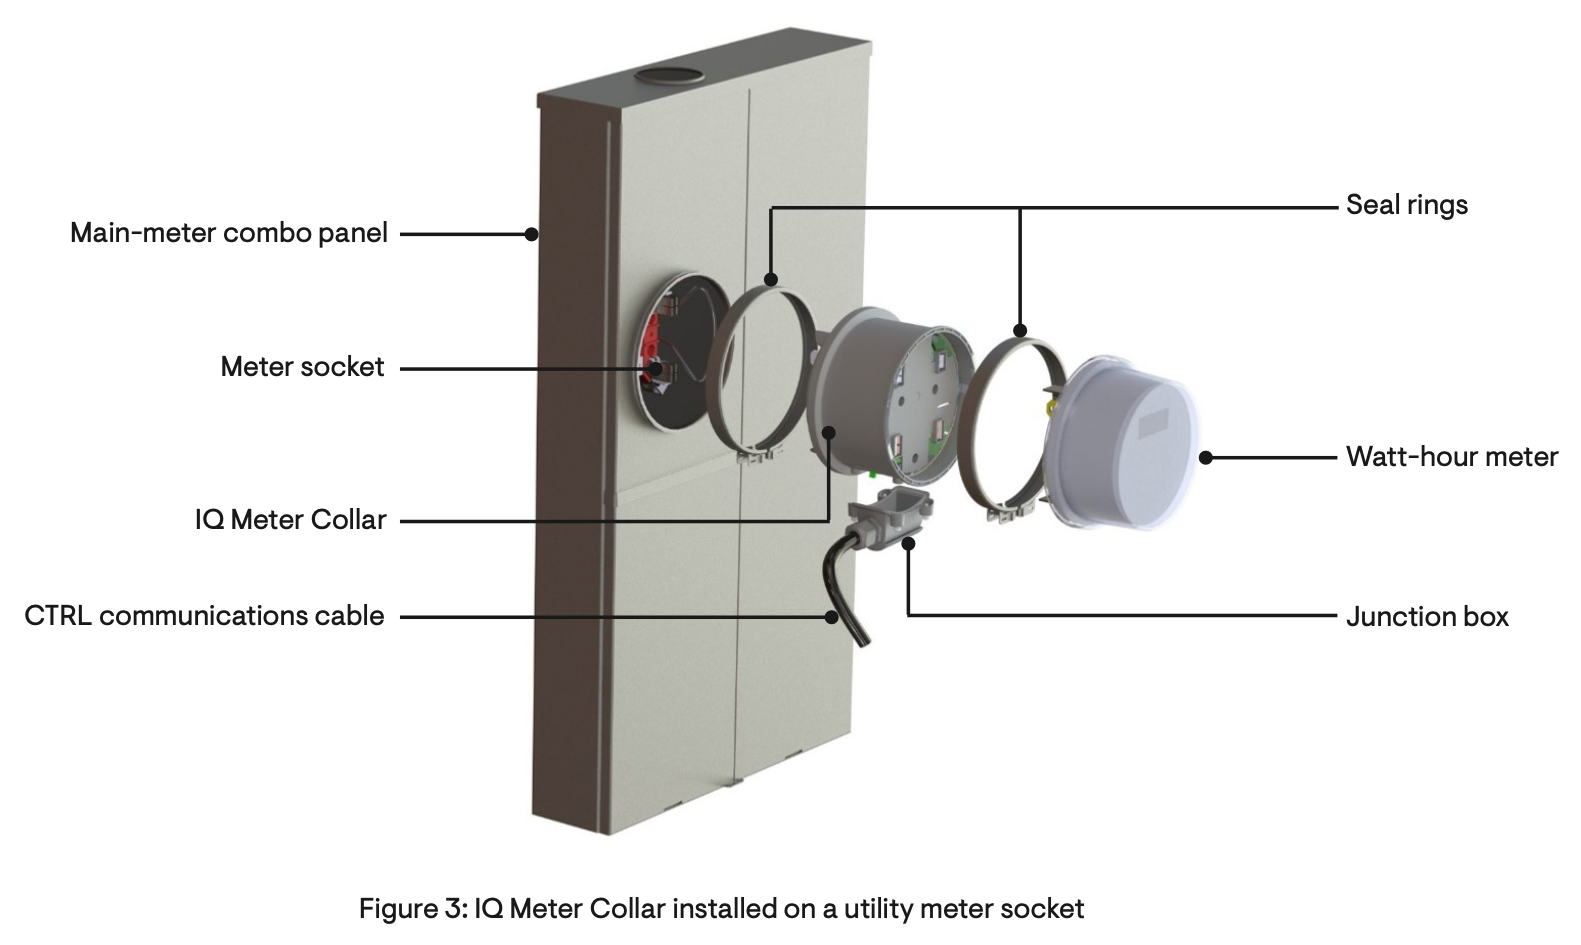 Seal rings
Main-meter combo panel
Meter socket
Watt-hour meter
IQ Meter Collar
CTRL communications cable
Junction box
Figure 3: IQ Meter Collar installed on a utility meter socket